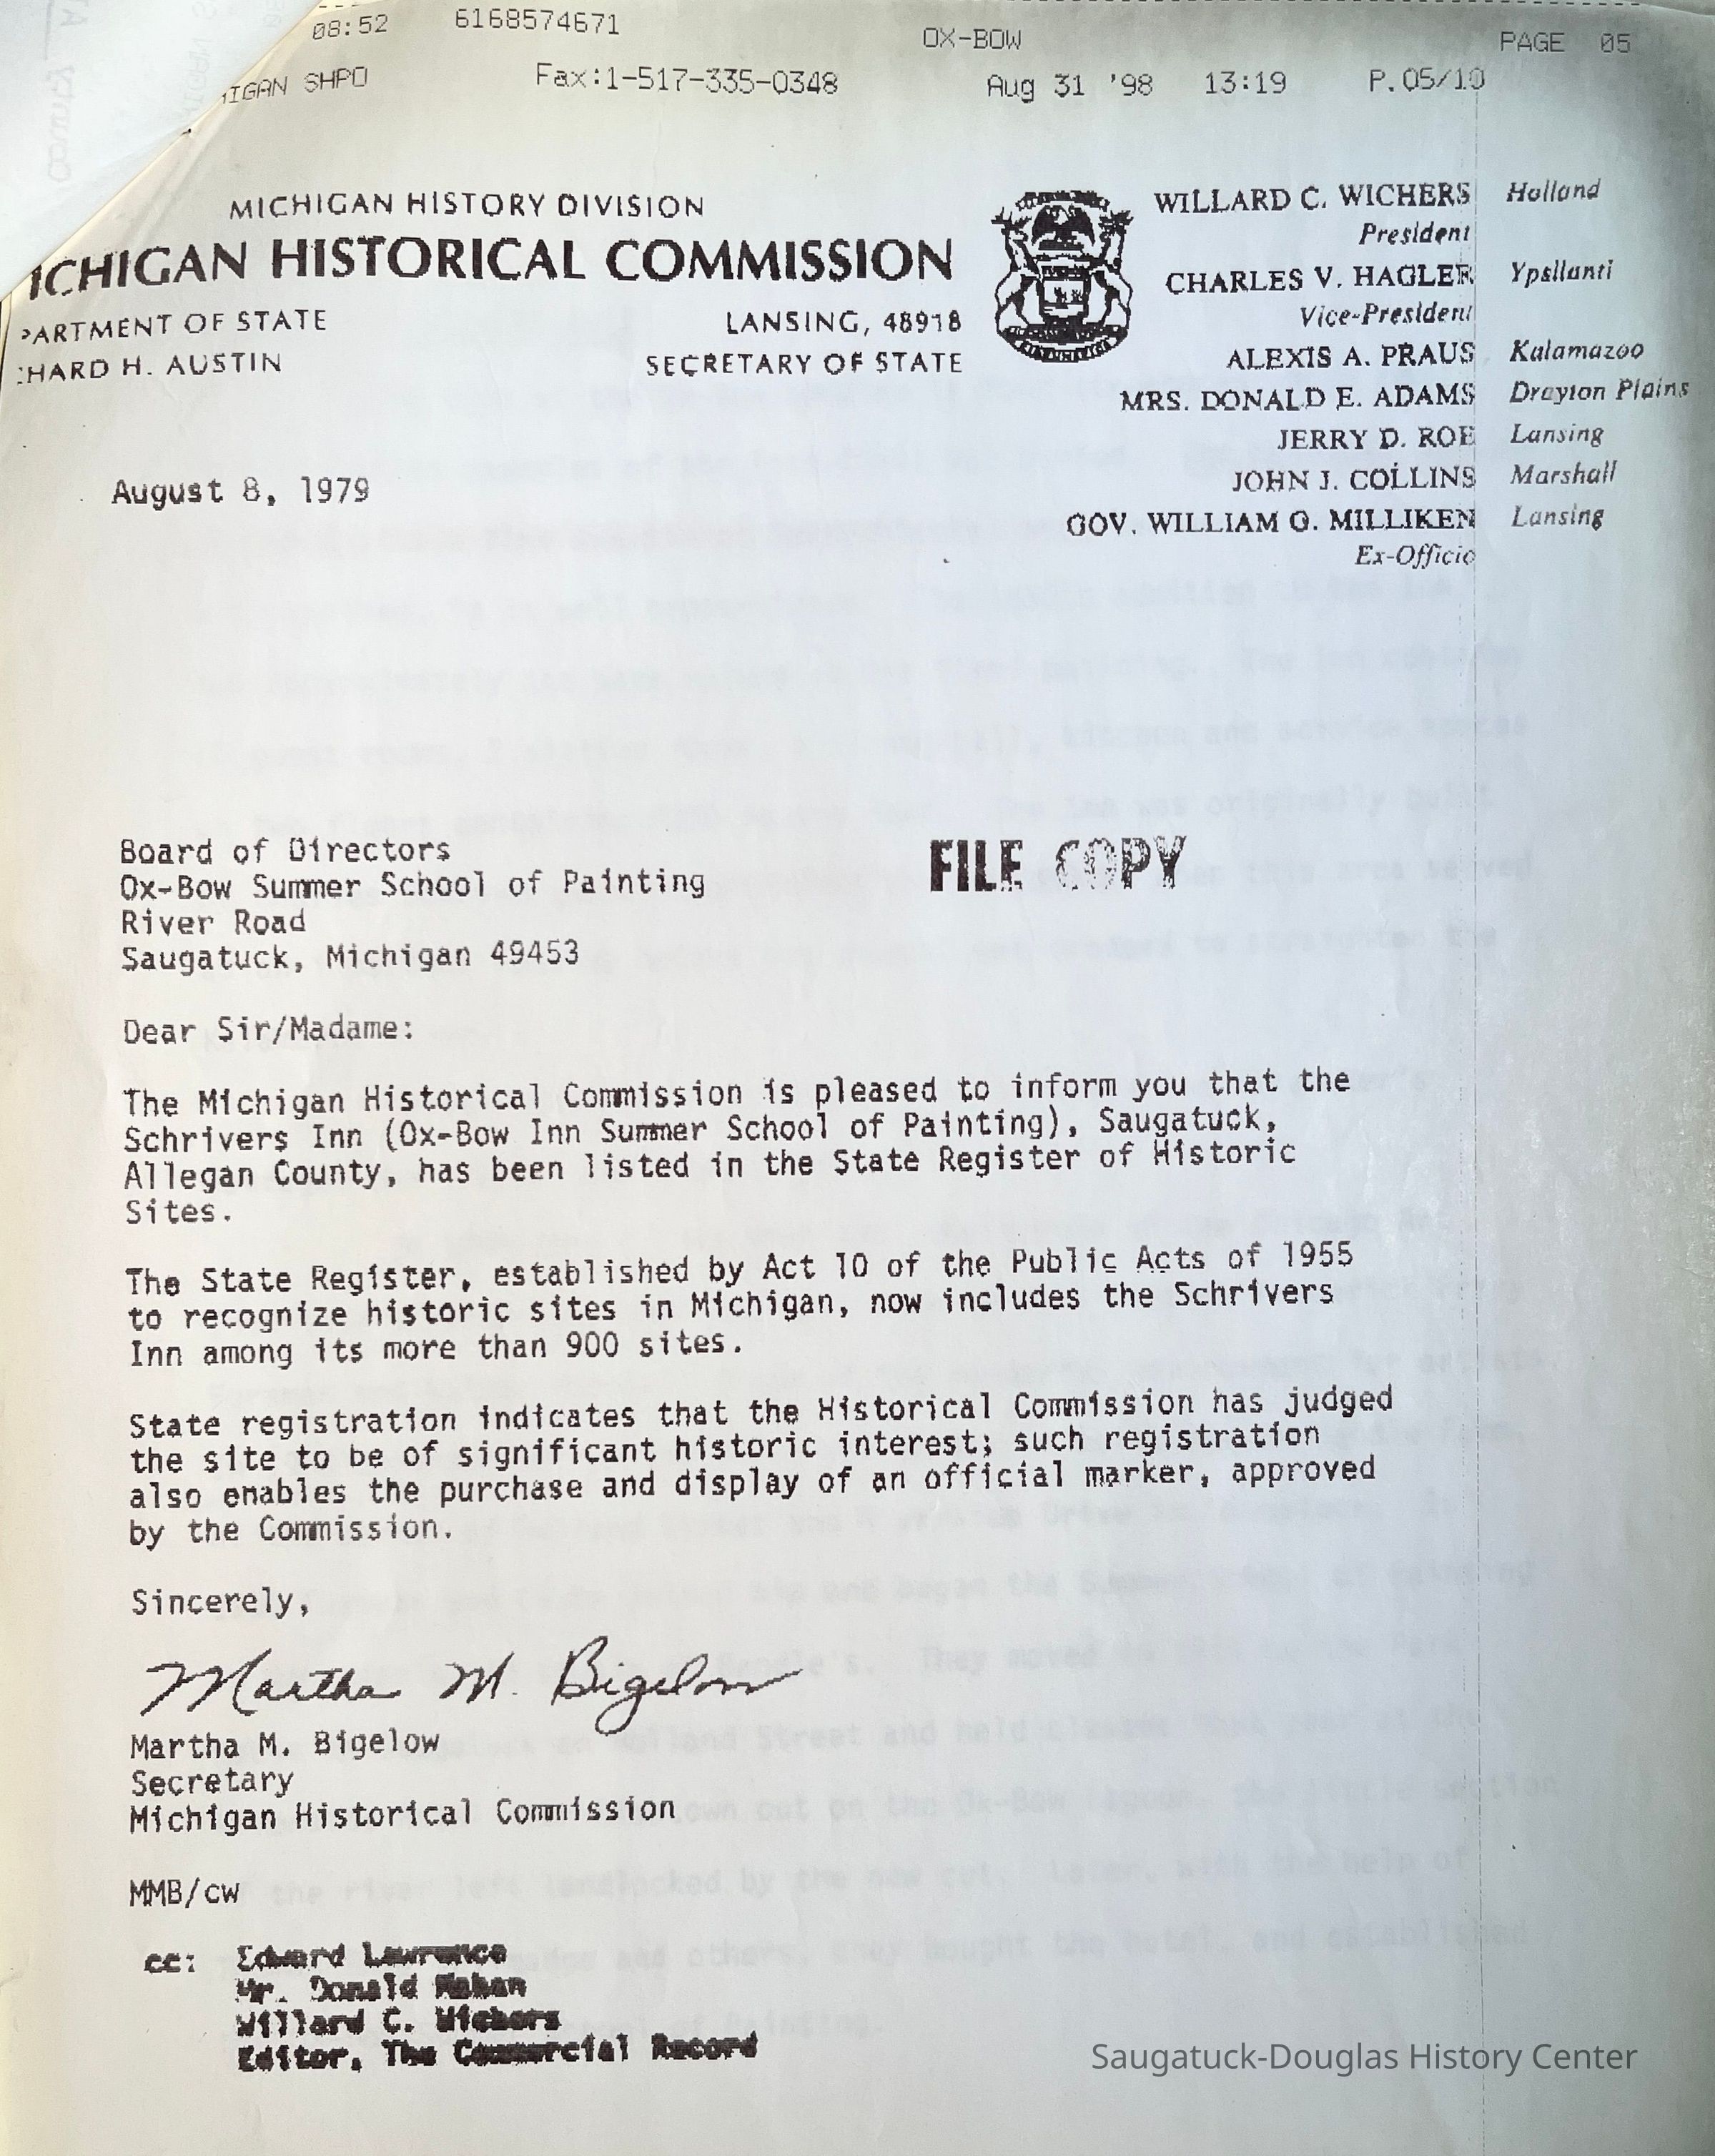 08:52 6168574671 OX-BOW PAGE 05
IGAN SHPO Fax:1-517-335-0348 Aug 31 '98 13:19 P.05/10
MICHIGAN HISTORY DIVISION
ICHIGAN HISTORICAL COMMISSION
PARTMENT OF STATE LANSING, 48918
HARD H. AUSTIN SECRETARY OF STATE
WILLARD C. WICHERS Holland
President
CHARLES V. HAGLER Ypsilanti
Vice-President
ALEXIS A. PRAUS Kalamazoo
MRS. DONALD E. ADAMS Drayton Plains
JERRY D. ROE Lansing
JOHN J. COLLINS Marshall
GOV. WILLIAM G. MILLIKEN Lansing
Ex-Officio
August 8, 1979
Board of Directors
Ox-Bow Summer School of Painting
River Road
Saugatuck, Michigan 49453
FILE COPY
Dear Sir/Madame:
The Michigan Historical Commission is pleased to inform you that the
Schrivers Inn (Ox-Bow Inn Summer School of Painting), Saugatuck,
Allegan County, has been listed in the State Register of Historic
Sites.
The State Register, established by Act 10 of the Public Acts of 1955
to recognize historic sites in Michigan, now includes the Schrivers
Inn among its more than 900 sites.
State registration indicates that the Historical Commission has judged
the site to be of significant historic interest; such registration
also enables the purchase and display of an official marker, approved
by the Commission.
Sincerely,
Martha M. Bigelow
Martha M. Bigelow
Secretary
Michigan Historical Commission
MMB/cw
cc: Edward Lawrence
Mr. Donald Mahan
Willard C. Wichers
Editor, The Commercial Record
Saugatuck-Douglas History Center